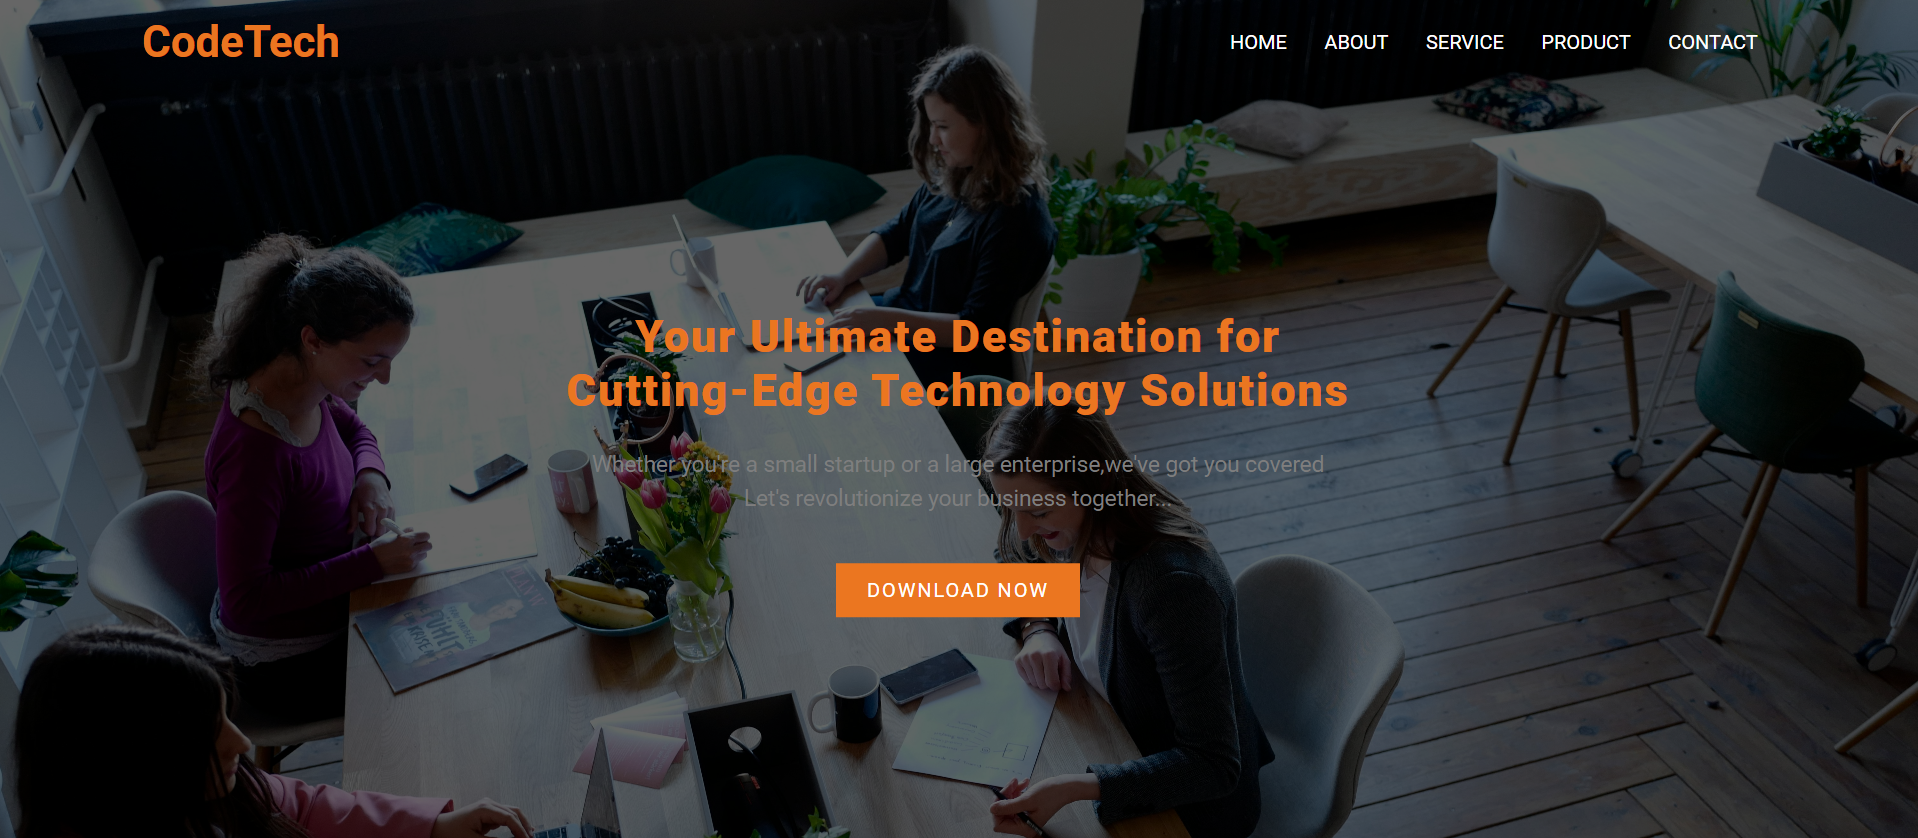 CodeTech
HOME ABOUT SERVICE PRODUCT CONTACT
Your Ultimate Destination for
Cutting-Edge Technology Solutions
Whether you're a small startup or a large enterprise,we've got you covered
Let's revolutionize your business together...
DOWNLOAD NOW